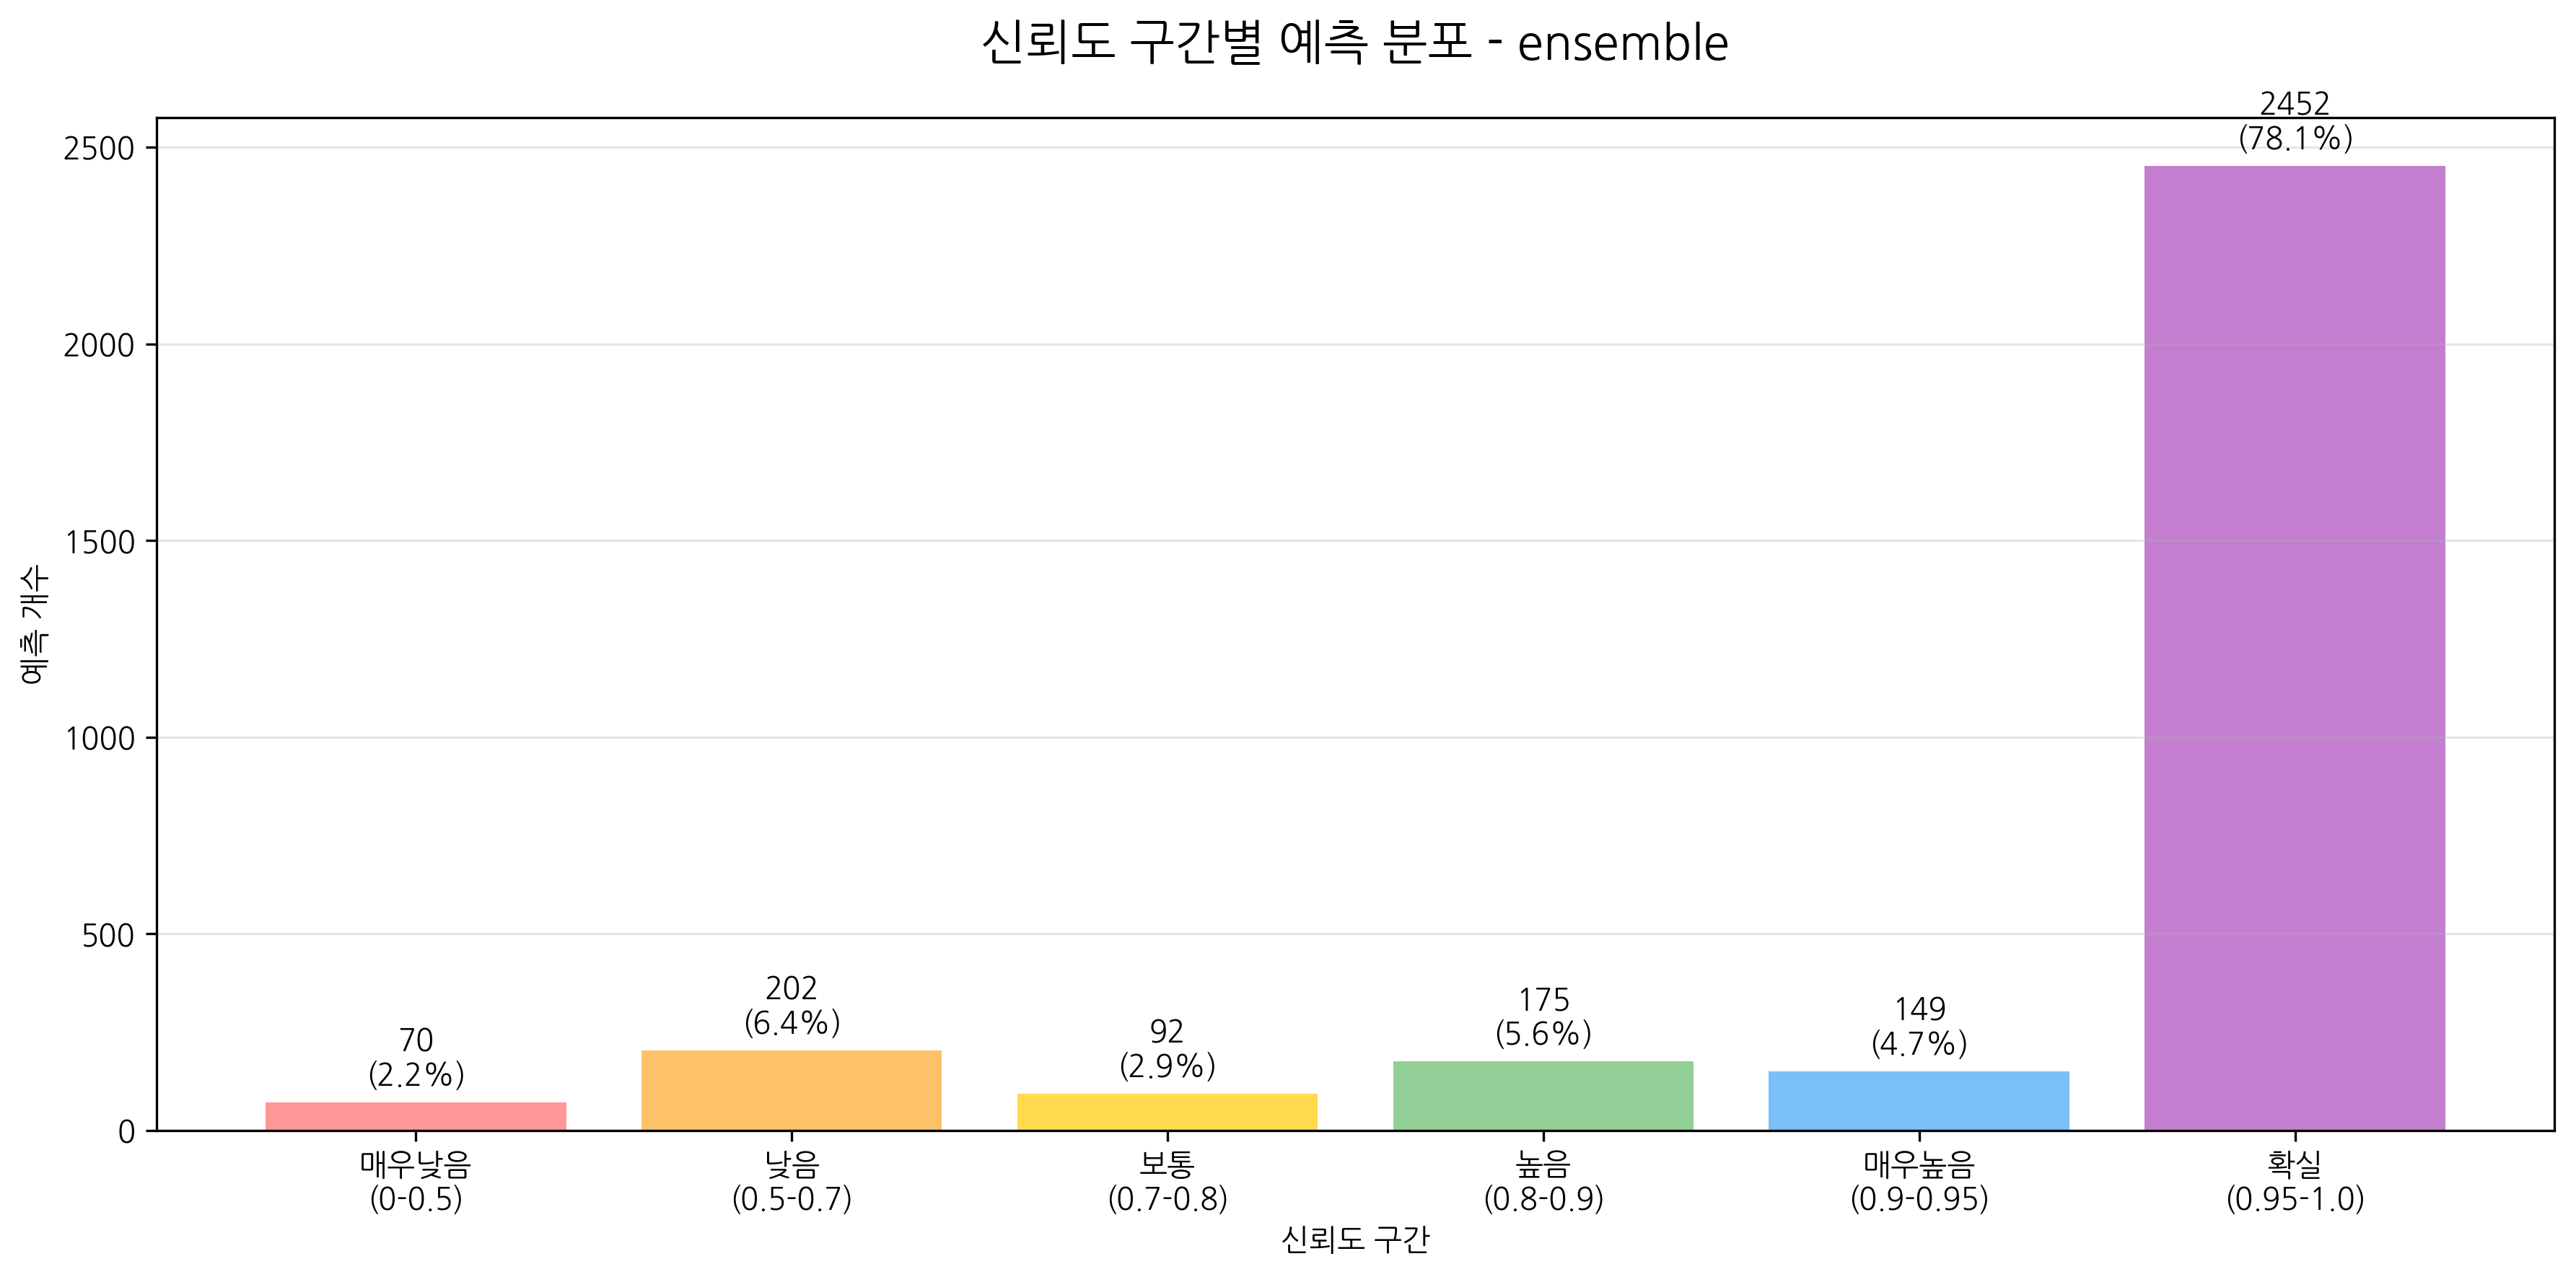 신뢰도 구간별 예측 분포 - ensemble
2452
(78.1%)
2500
2000
1500
1000
500
0
예측 개수
70
(2.2%)
202
(6.4%)
92
(2.9%)
175
(5.6%)
149
(4.7%)
매우낮음
(0-0.5)
낮음
(0.5-0.7)
보통
(0.7-0.8)
높음
(0.8-0.9)
매우높음
(0.9-0.95)
확실
(0.95-1.0)
신뢰도 구간